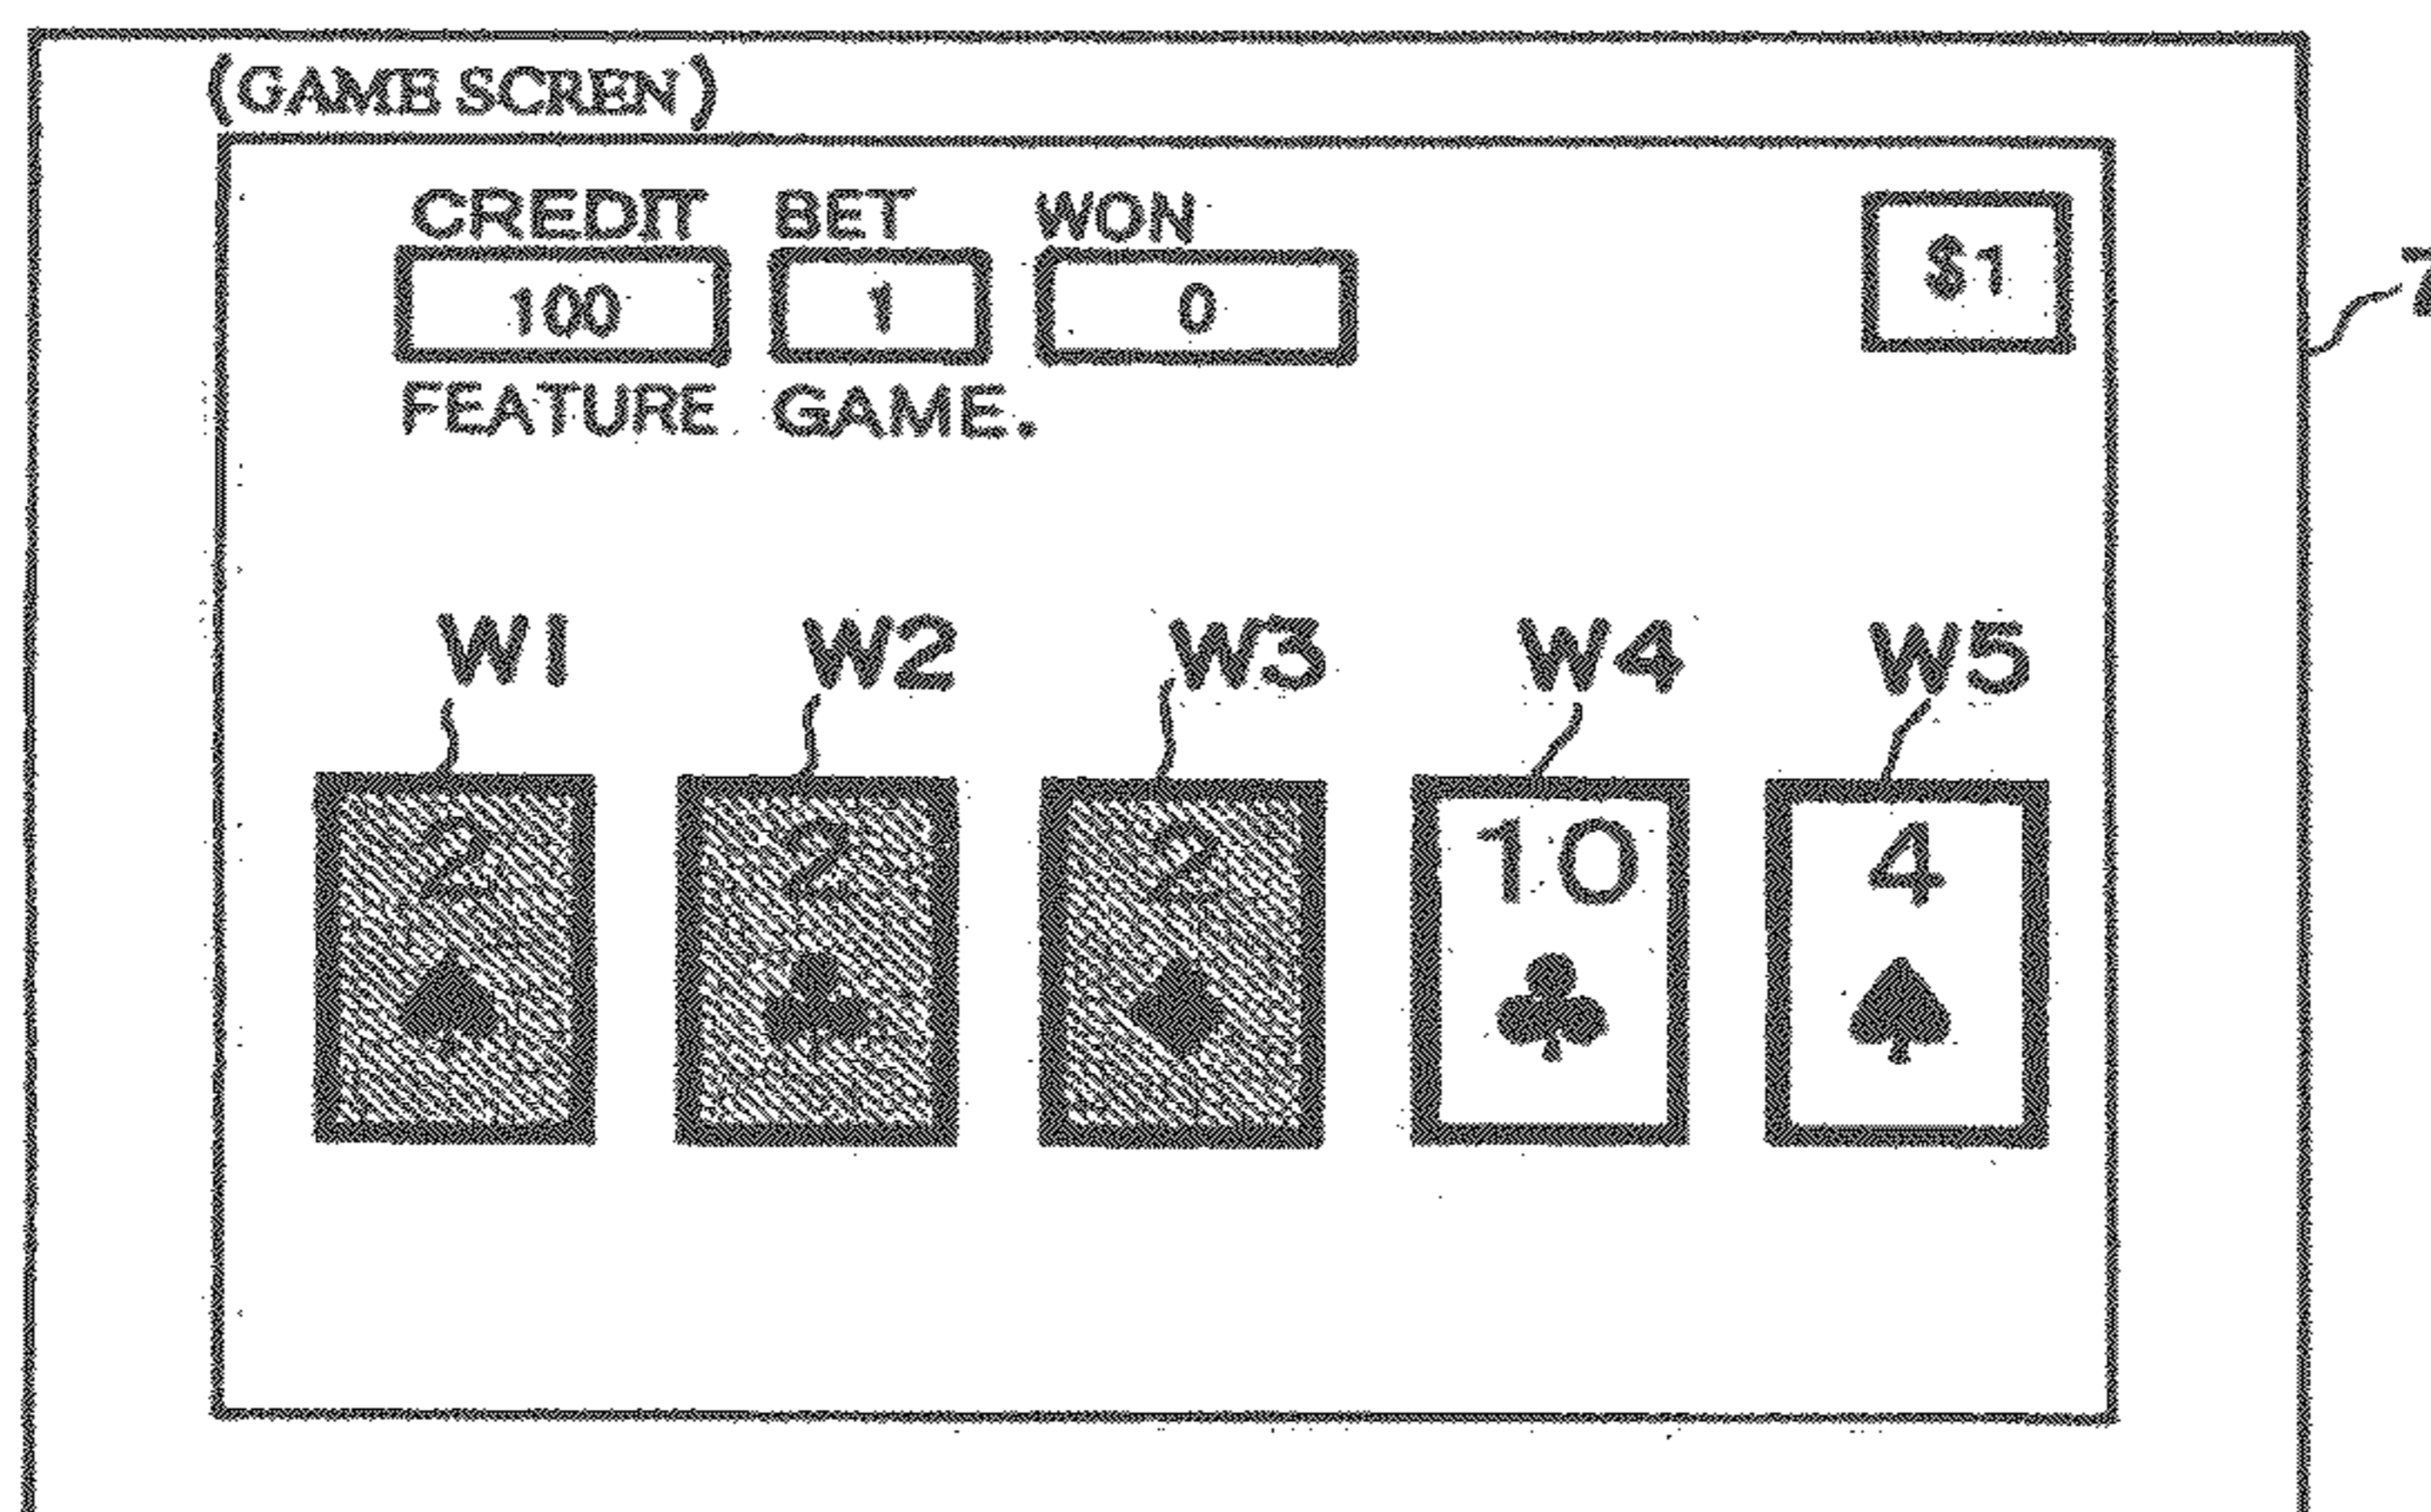 (GAME SCREN)
CREDIT BET WON
100 1 0 $1
FEATURE GAME.
7
W1 W2 W3 W4 W5
2 2 2 10 4